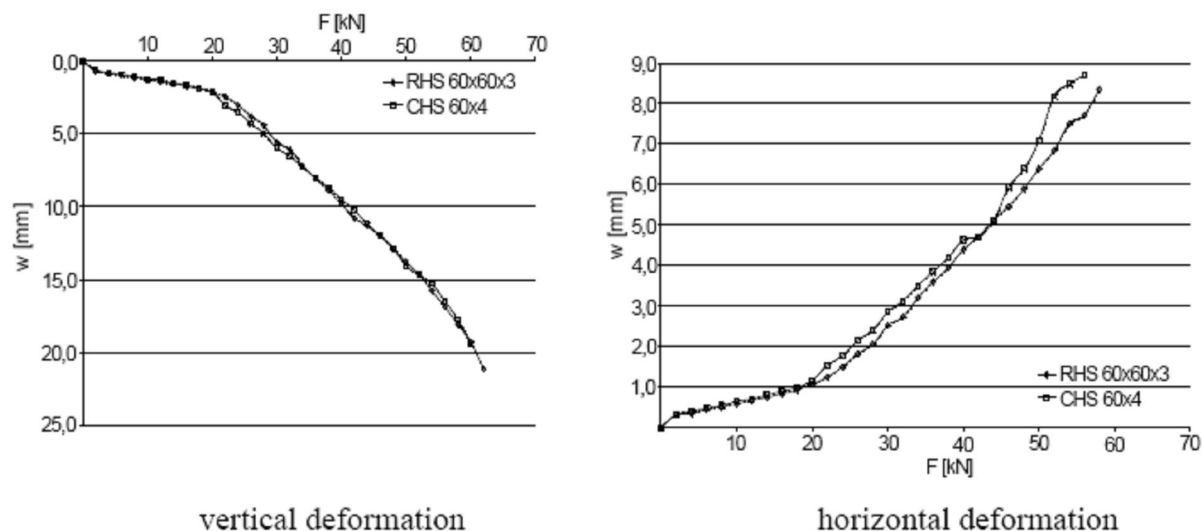 F [kN]
10 20 30 40 50 60 70
0,0
5,0
10,0
15,0
20,0
25,0
w [mm]
RHS 60x60x3
CHS 60x4
vertical deformation
9,0
8,0
7,0
6,0
5,0
4,0
3,0
2,0
1,0
w [mm]
RHS 60x60x3
CHS 60x4
10 20 30 40 50 60 70
F [kN]
horizontal deformation